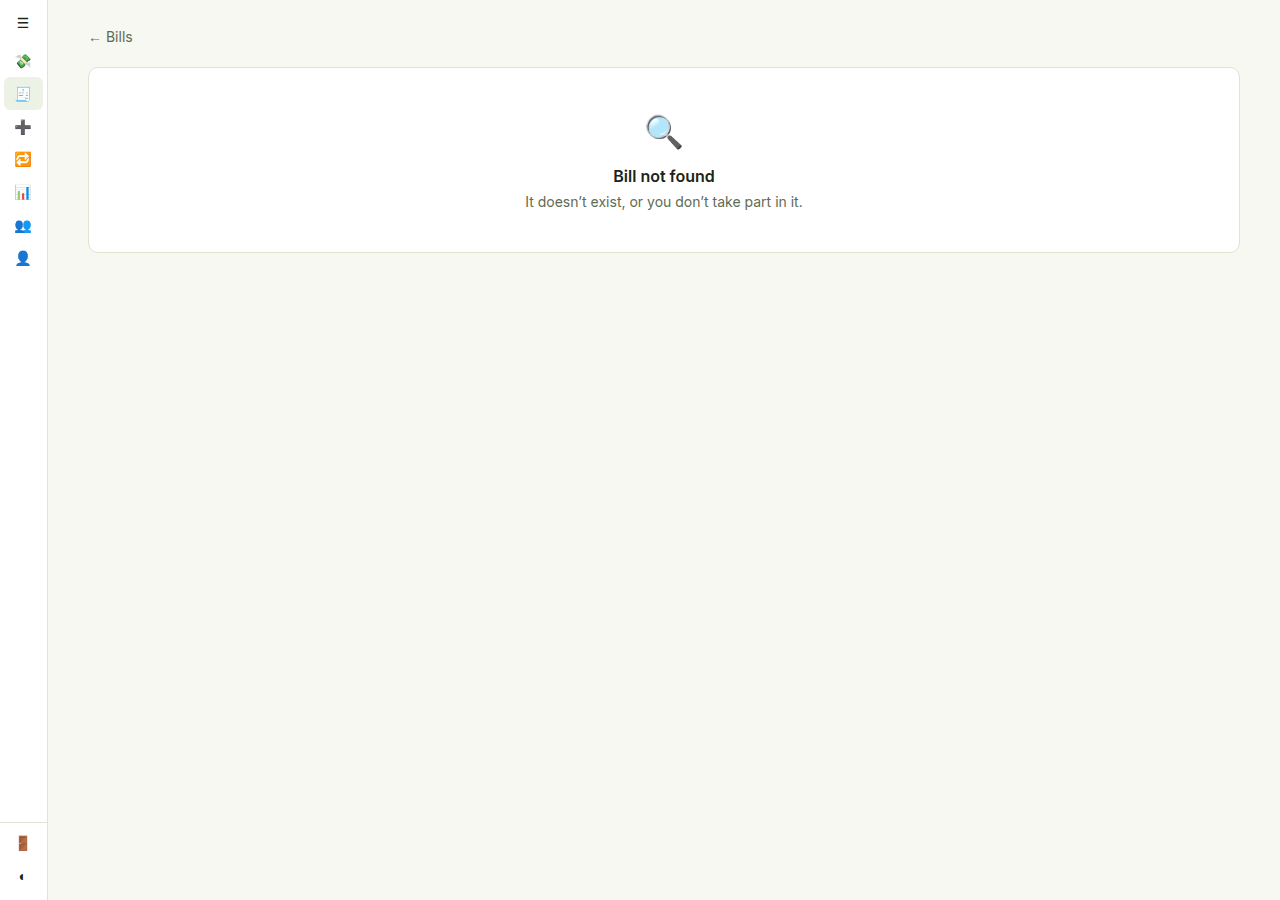 ← Bills
Bill not found
It doesn’t exist, or you don’t take part in it.